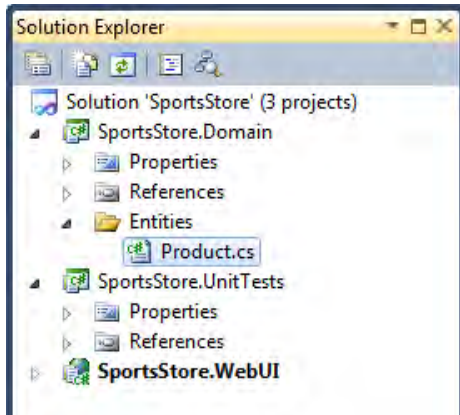 Solution Explorer
Solution 'SportsStore' (3 projects)
SportsStore.Domain
Properties
References
Entities
Product.cs
SportsStore.UnitTests
Properties
References
SportsStore.WebUI